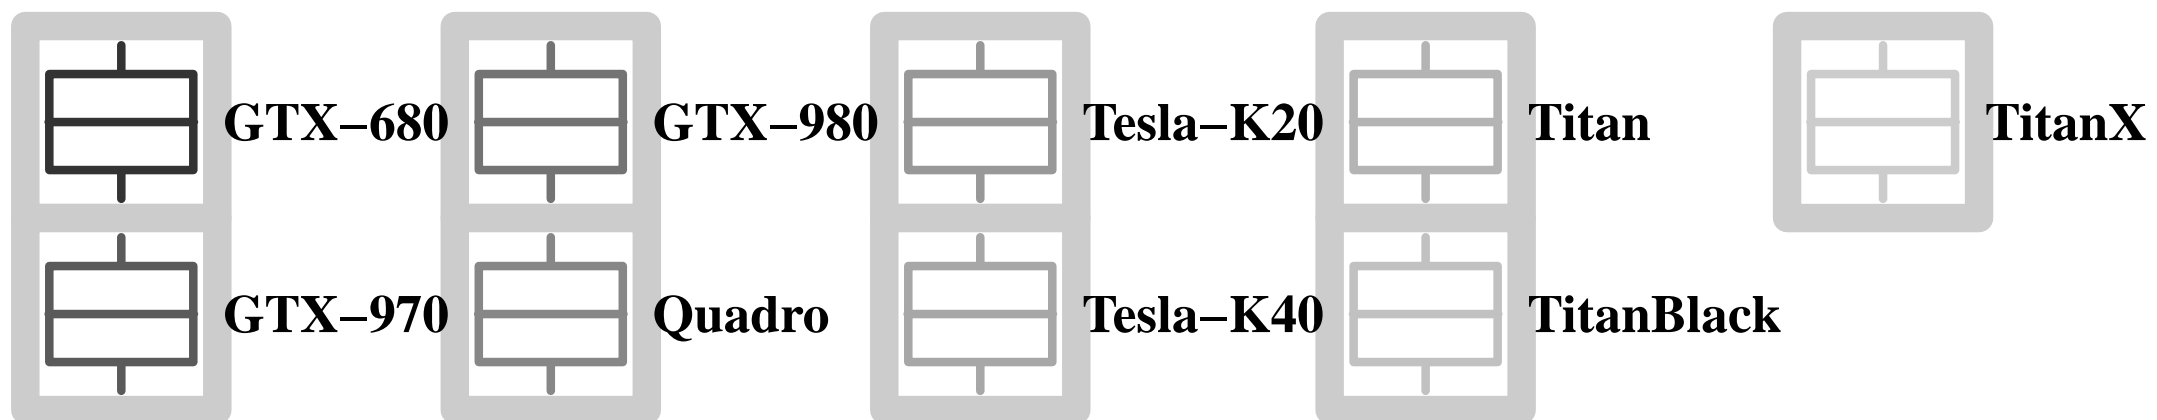 GTX−680 GTX−980 Tesla−K20 Titan TitanX
GTX−970 Quadro Tesla−K40 TitanBlack